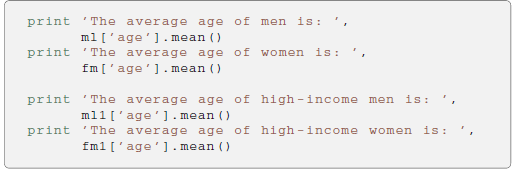 print 'The average age of men is: ',
ml['age'].mean()
print 'The average age of women is: ',
fm['age'].mean()
print 'The average age of high-income men is: ',
ml1['age'].mean()
print 'The average age of high-income women is: ',
fm1['age'].mean()